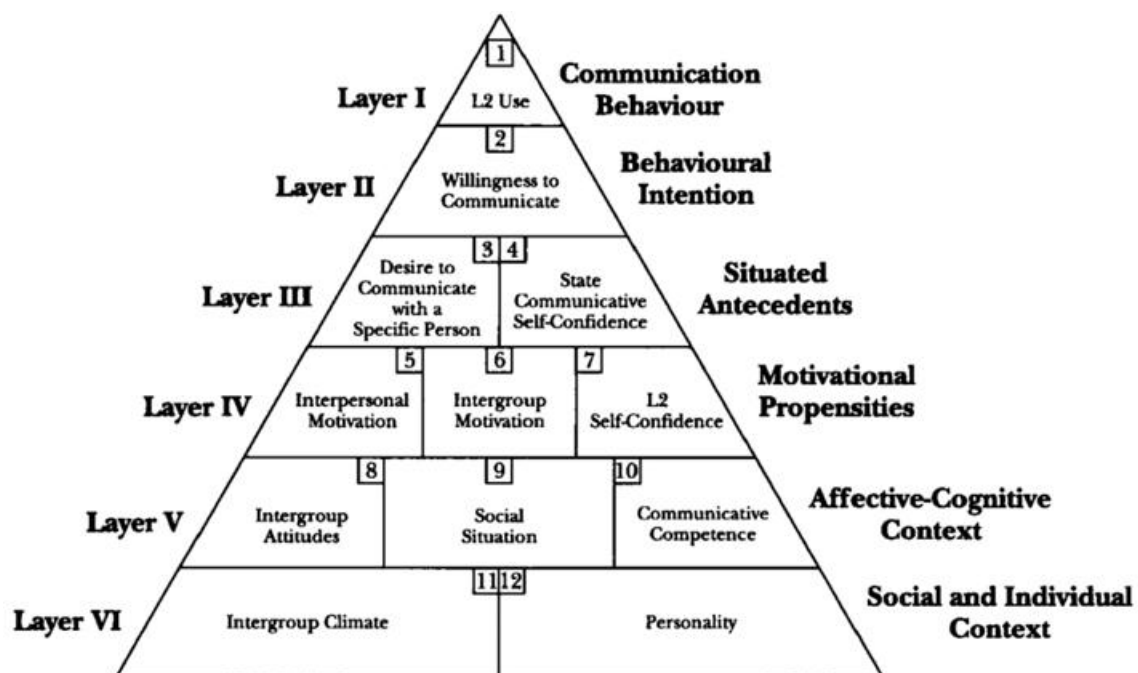 1
Layer I
L2 Use
Communication
Behaviour
2
Layer II
Willingness to
Communicate
Behavioural
Intention
3 4
Layer III
Desire to
Communicate
with a
Specific Person
State
Communicative
Self-Confidence
Situated
Antecedents
5 6 7
Layer IV
Interpersonal
Motivation
Intergroup
Motivation
L2
Self-Confidence
Motivational
Propensities
8 9 10
Layer V
Intergroup
Attitudes
Social
Situation
Communicative
Competence
Affective-Cognitive
Context
11 12
Layer VI
Intergroup Climate
Personality
Social and Individual
Context